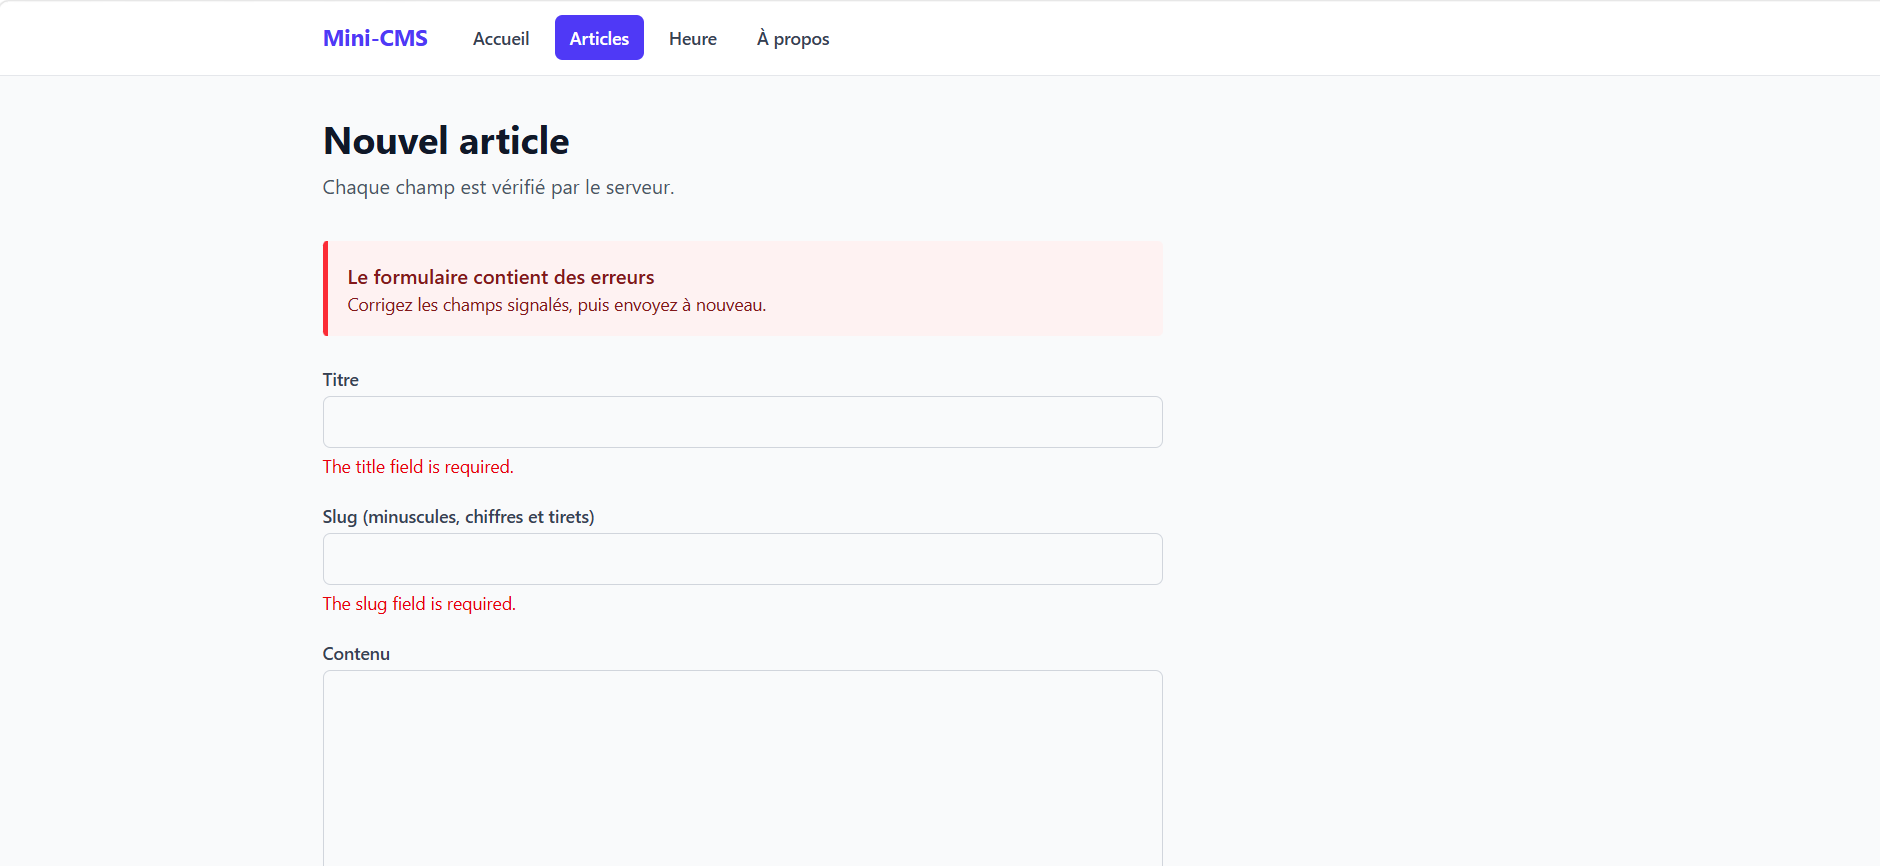 Mini-CMS Accueil Articles Heure À propos
Nouvel article
Chaque champ est vérifié par le serveur.
Le formulaire contient des erreurs
Corrigez les champs signalés, puis envoyez à nouveau.
Titre
The title field is required.
Slug (minuscules, chiffres et tirets)
The slug field is required.
Contenu